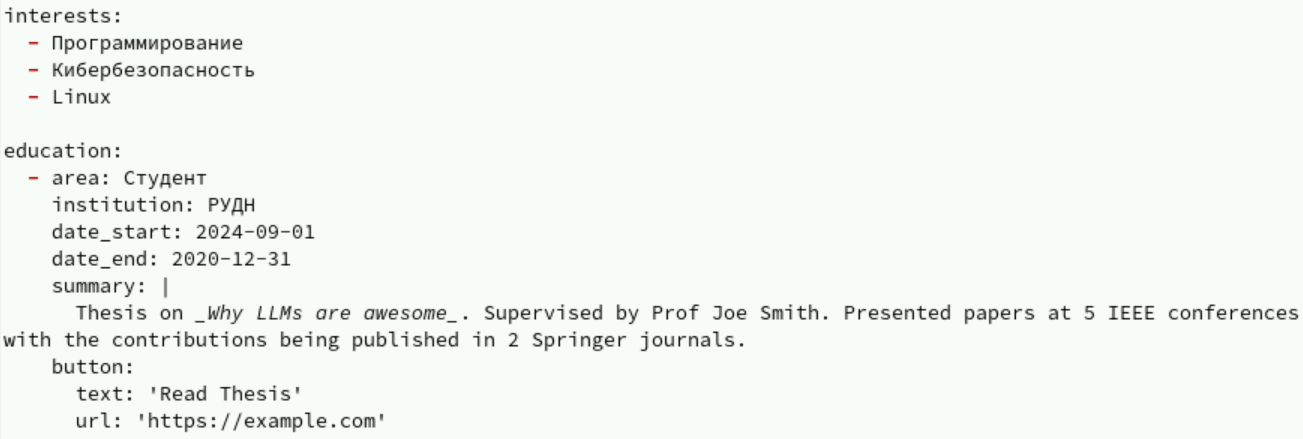 interests:
  - Программирование
  - Кибербезопасность
  - Linux

education:
  - area: Студент
    institution: РУДН
    date_start: 2024-09-01
    date_end: 2020-12-31
    summary: |
      Thesis on _Why LLMs are awesome_. Supervised by Prof Joe Smith. Presented papers at 5 IEEE conferences
with the contributions being published in 2 Springer journals.
    button:
      text: 'Read Thesis'
      url: 'https://example.com'